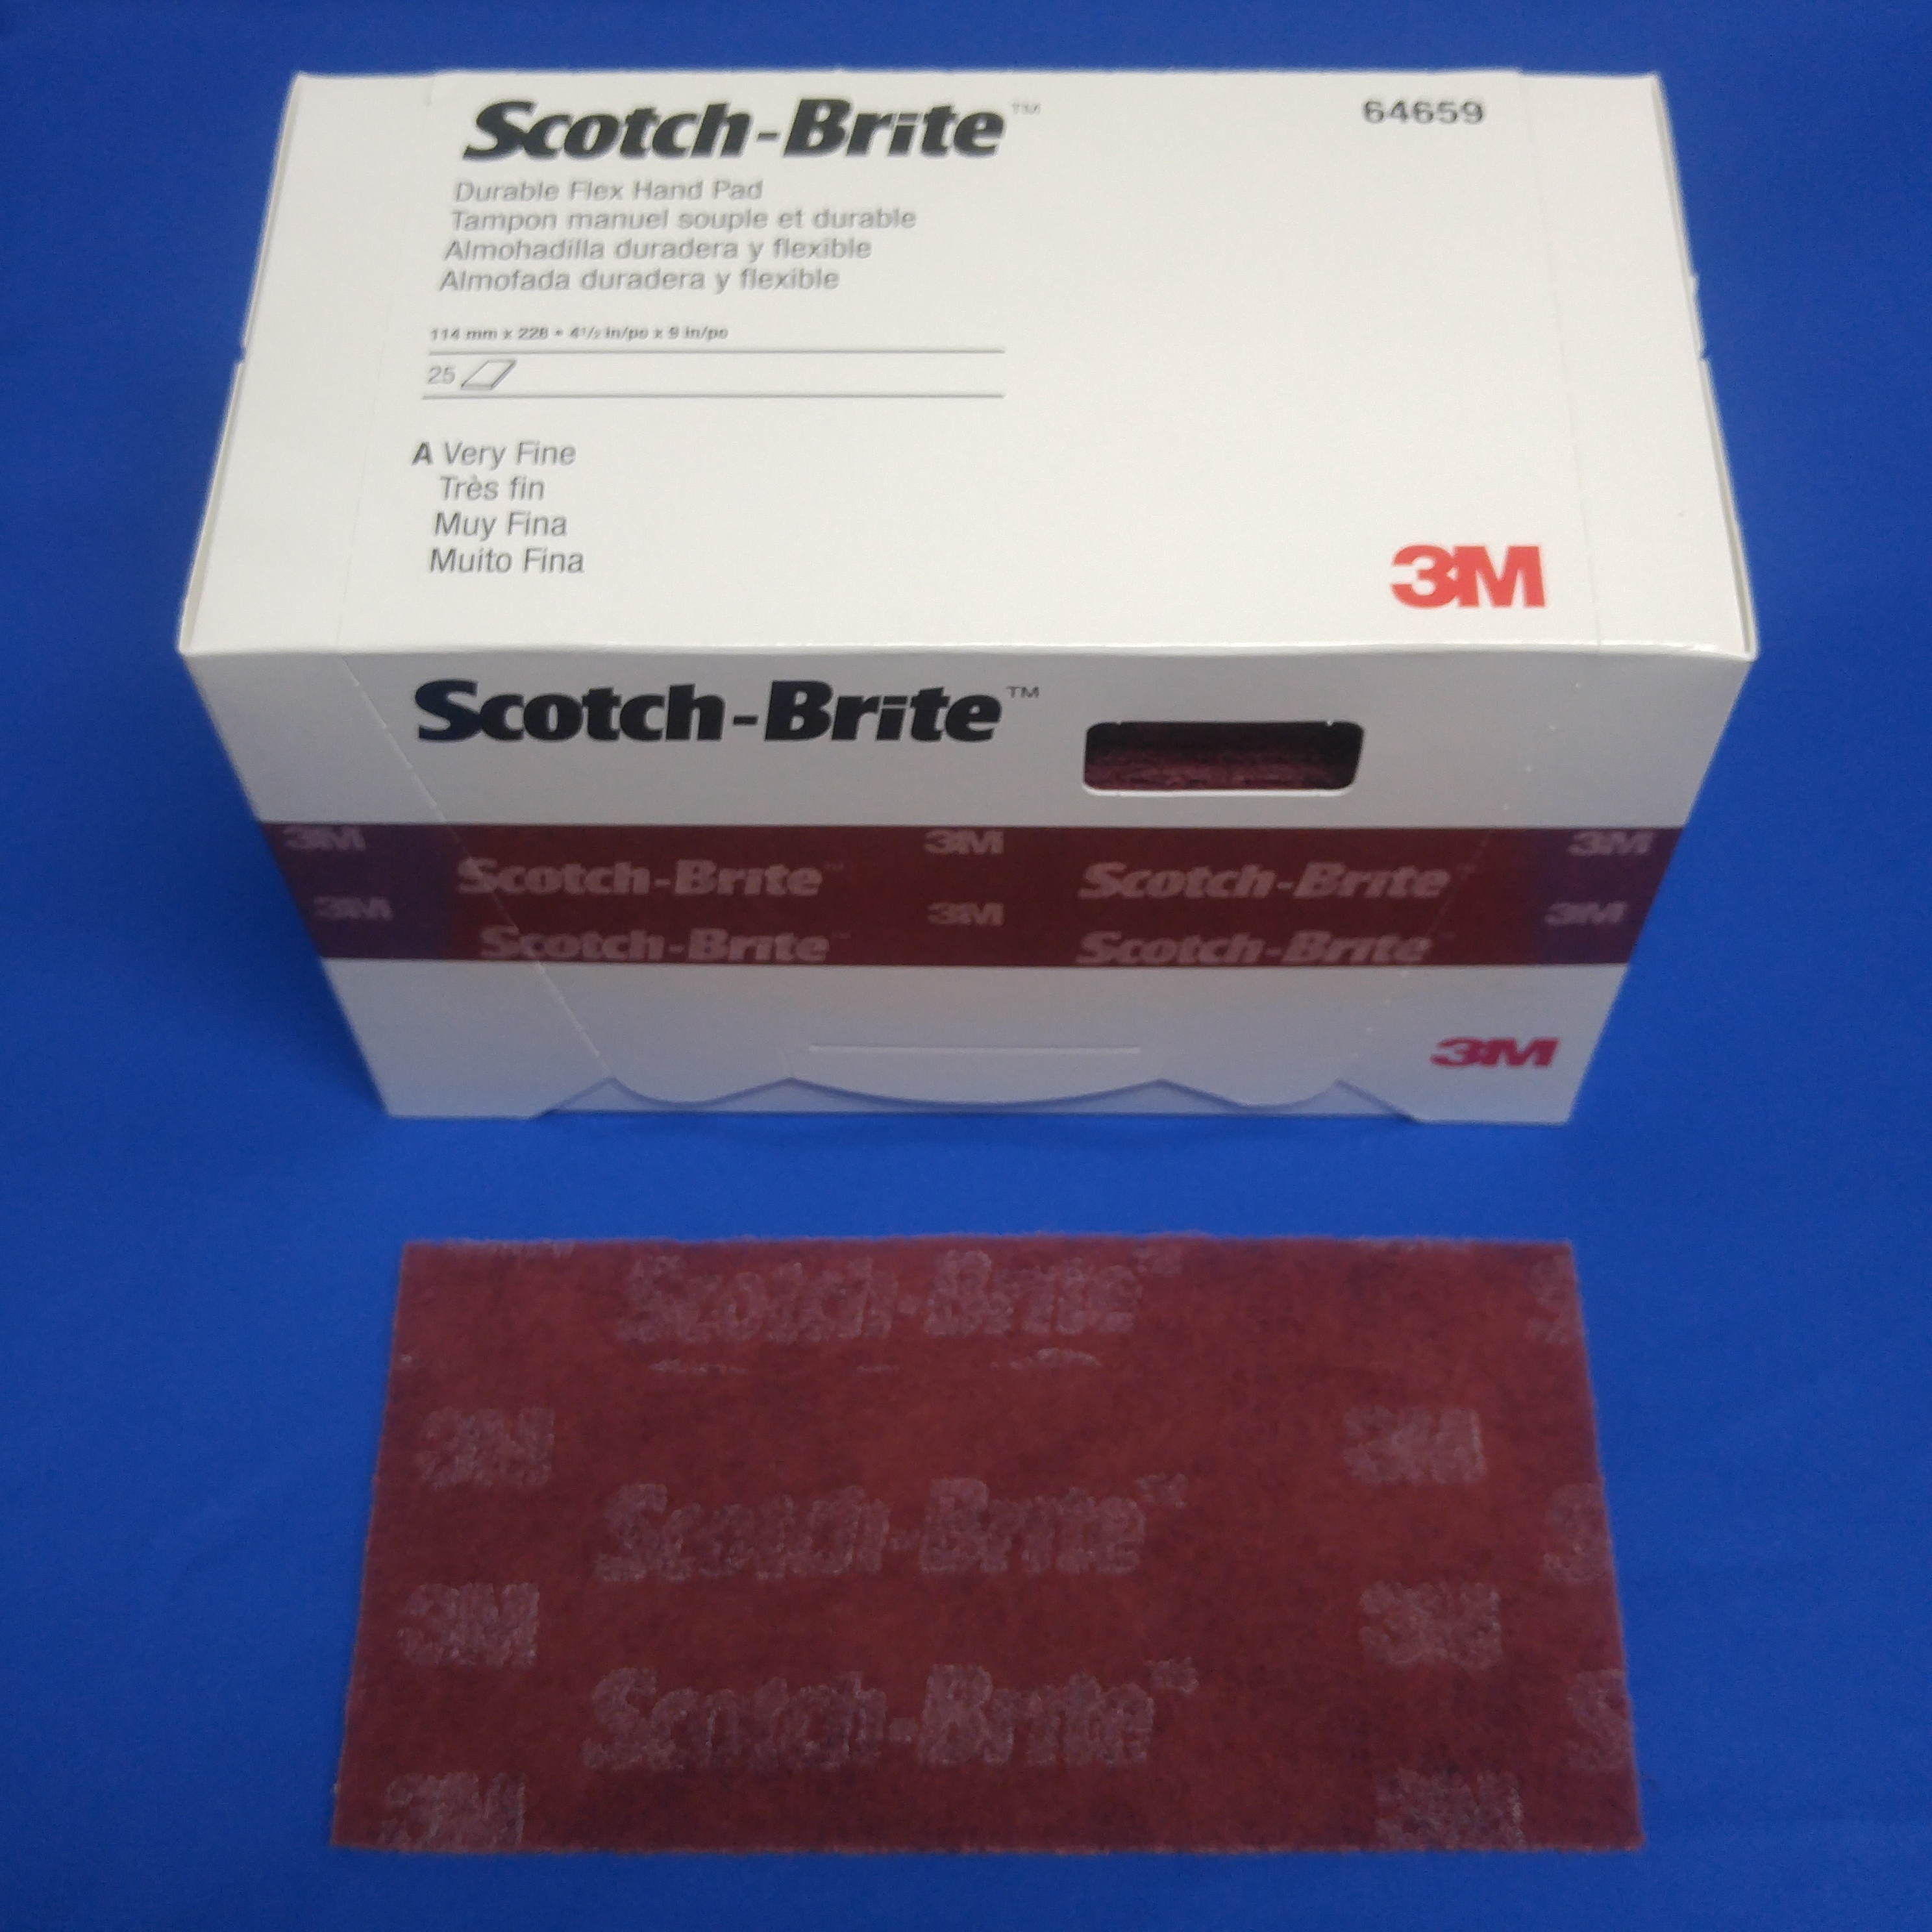 Scotch-Brite™
64659
Durable Flex Hand Pad
Tampon manuel souple et durable
Almohadilla duradera y flexible
Almofada duradera y flexible
114 mm x 228 • 4½ in/po x 9 in/po
25
A Very Fine
Très fin
Muy Fina
Muito Fina
3M
Scotch-Brite™
3M 3M 3M
Scotch-Brite™ Scotch-Brite™
3M 3M 3M
Scotch-Brite™ Scotch-Brite™
3M
Scotch-Brite™
3M 3M
Scotch-Brite™
3M 3M
Scotch-Brite™
3M 3M